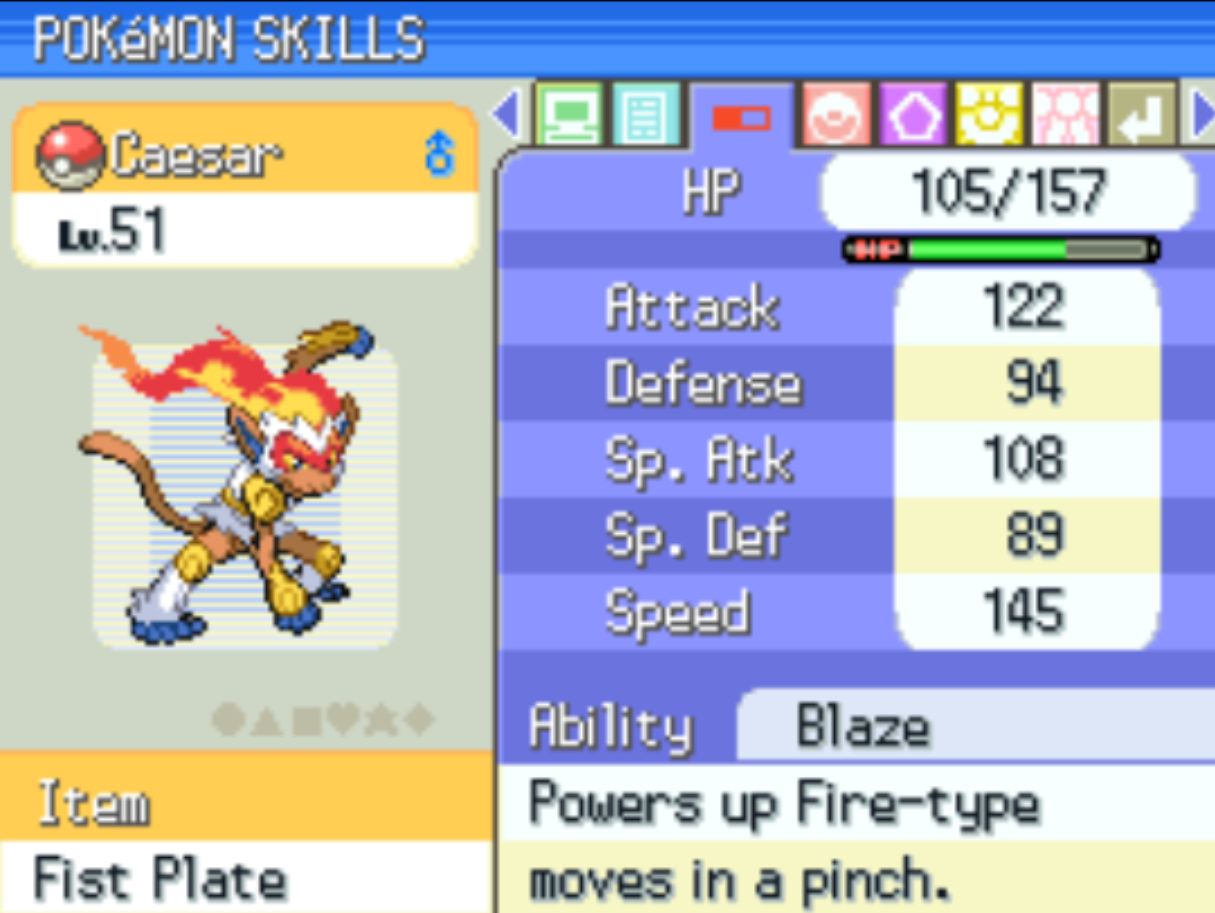 POKéMON SKILLS
Caesar ♂
Lv.51
HP 105/157
HP
Attack 122
Defense 94
Sp. Atk 108
Sp. Def 89
Speed 145
Ability Blaze
Powers up Fire-type
moves in a pinch.
Item
Fist Plate